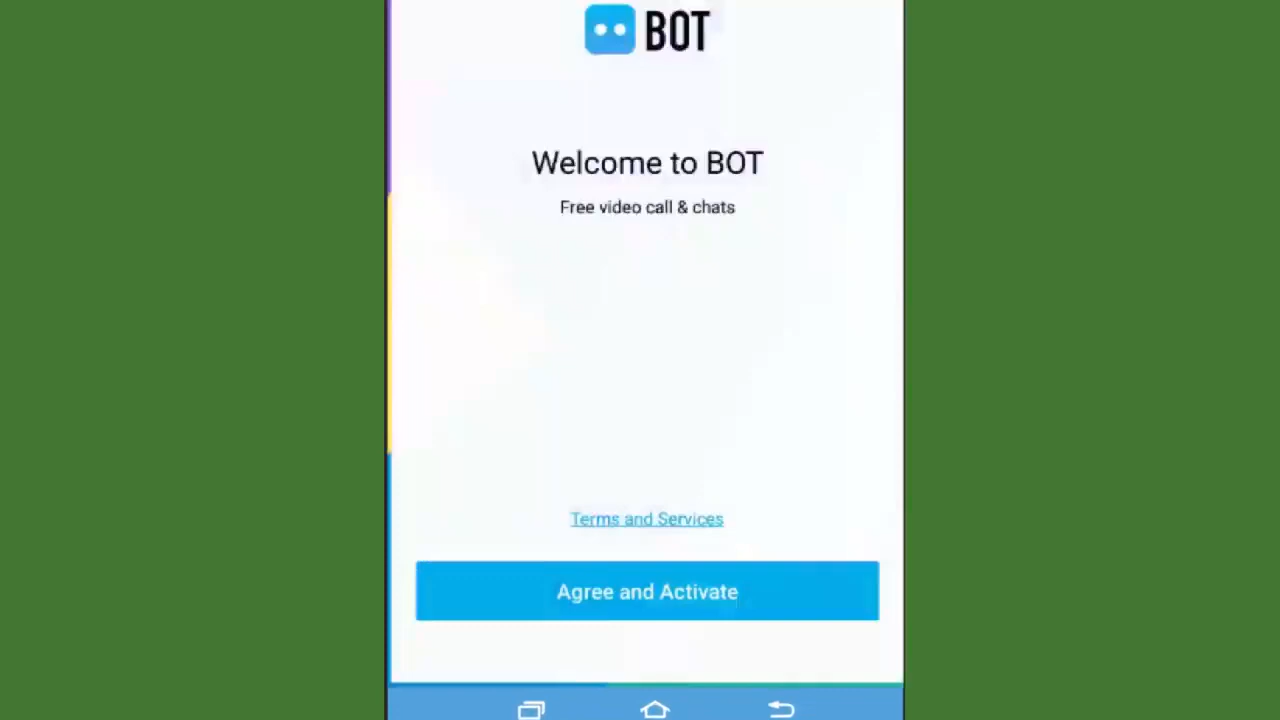 BOT
Welcome to BOT
Free video call & chats
Terms and Services
Agree and Activate